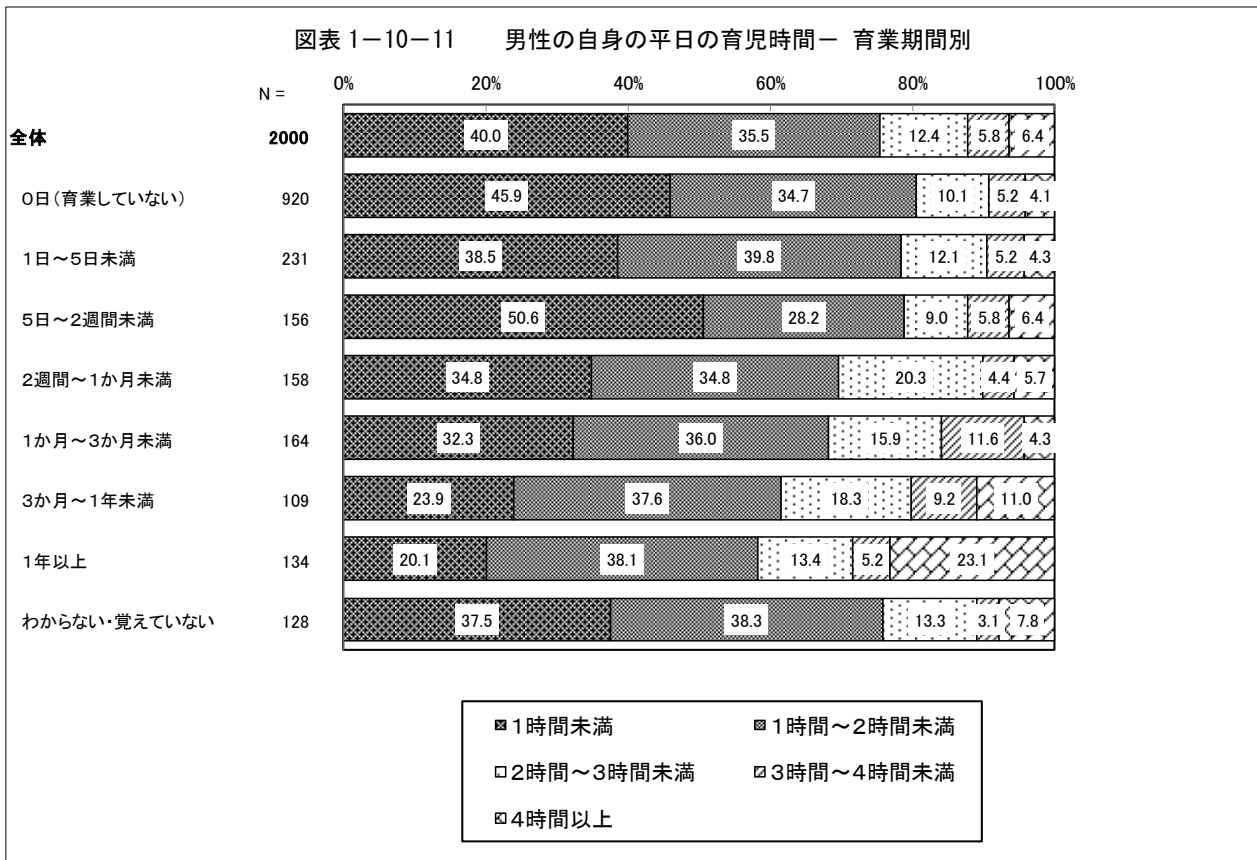 図表 1－10－11　　男性の自身の平日の育児時間－ 育業期間別
0% 20% 40% 60% 80% 100%
N =
全体 2000 40.0 35.5 12.4 5.8 6.4
0日（育業していない） 920 45.9 34.7 10.1 5.2 4.1
1日～5日未満 231 38.5 39.8 12.1 5.2 4.3
5日～2週間未満 156 50.6 28.2 9.0 5.8 6.4
2週間～1か月未満 158 34.8 34.8 20.3 4.4 5.7
1か月～3か月未満 164 32.3 36.0 15.9 11.6 4.3
3か月～1年未満 109 23.9 37.6 18.3 9.2 11.0
1年以上 134 20.1 38.1 13.4 5.2 23.1
わからない・覚えていない 128 37.5 38.3 13.3 3.1 7.8
1時間未満 1時間～2時間未満
2時間～3時間未満 3時間～4時間未満
4時間以上